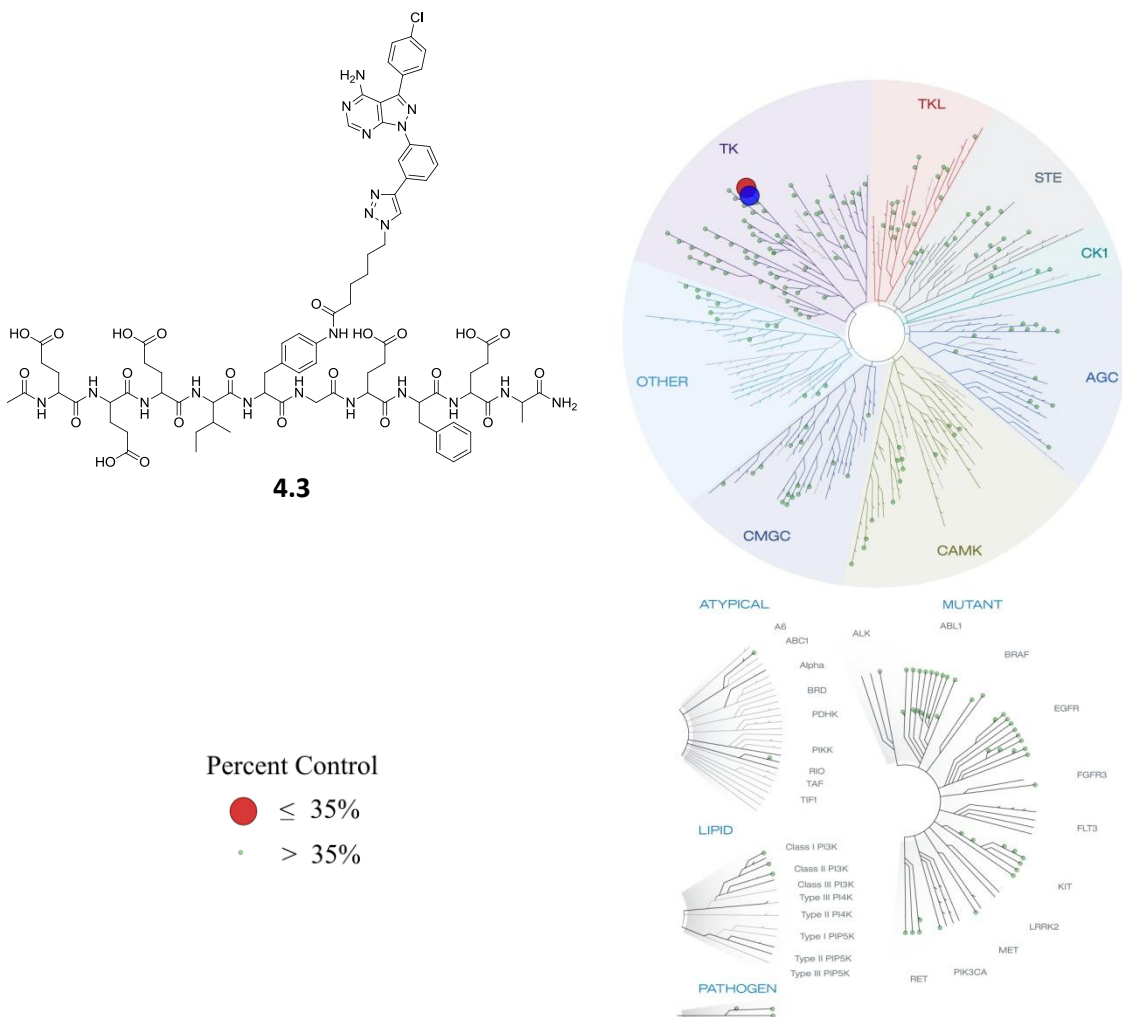 Cl
H₂N
N
N
N
N
N
N
N
N
O
NH
HO O
HO O
HO O
HO O
O
H
N
O
H
N
O
H
N
O
H
N
O
H
N
O
H
N
O
H
N
O
H
N
O
H
N
O
H
N
O
NH₂
HO O
4.3
TK
TKL
STE
CK1
AGC
CAMK
CMGC
OTHER
Percent Control
≤ 35%
> 35%
ATYPICAL
A6
ABC1
Alpha
BRD
PDHK
PIKK
RIO
TAF
TIF1
LIPID
Class I PI3K
Class II PI3K
Class III PI3K
Type III PI4K
Type II PI4K
Type I PIP5K
Type II PIP5K
Type III PIP5K
PATHOGEN
MUTANT
ALK
ABL1
BRAF
EGFR
FGFR3
FLT3
KIT
LRRK2
MET
PIK3CA
RET